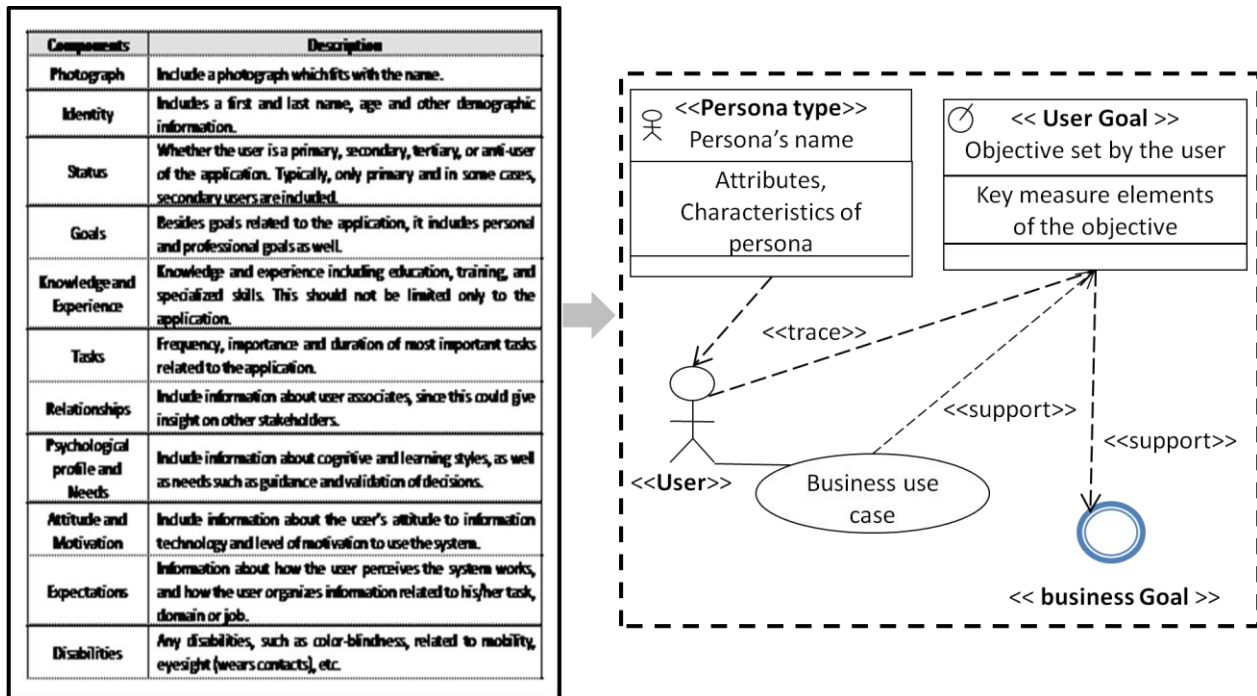 Components Description
Photograph Include a photograph which fits with the name.
Identity Includes a first and last name, age and other demographic
information.
Status Whether the user is a primary, secondary, tertiary, or anti-user
of the application. Typically, only primary and in some cases,
secondary users are included.
Goals Besides goals related to the application, it includes personal
and professional goals as well.
Knowledge and
Experience
Knowledge and experience including education, training, and
specialized skills. This should not be limited only to the
application.
Tasks Frequency, importance and duration of most important tasks
related to the application.
Relationships Include information about user associates, since this could give
insight on other stakeholders.
Psychological
profile and
Needs
Include information about cognitive and learning styles, as well
as needs such as guidance and validation of decisions.
Attitude and
Motivation
Include information about the user's attitude to information
technology and level of motivation to use the system.
Expectations
Information about how the user perceives the system works,
and how the user organizes information related to his/her task,
domain or job.
Disabilities Any disabilities, such as color-blindness, related to mobility,
eyesight (wears contacts), etc.
<<Persona type>>
Persona's name
Attributes,
Characteristics of
persona
<< User Goal >>
Objective set by the user
Key measure elements
of the objective
<<trace>>
<<support>>
<<support>>
<<User>>
Business use
case
<< business Goal >>